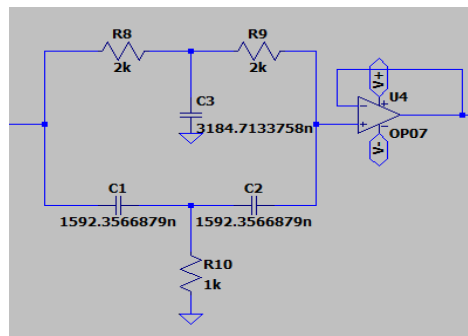 R8
2k
R9
2k
C3
3184.7133758n
V+
U4
OP07
V-
C1
1592.3566879n
C2
1592.3566879n
R10
1k